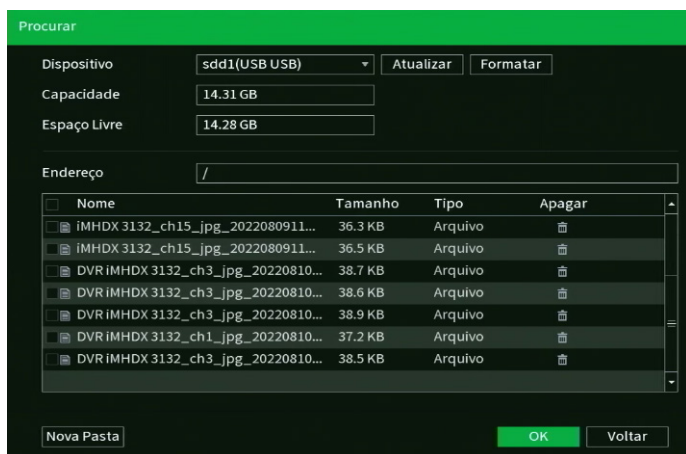 Procurar
Dispositivo sdd1(USB USB) Atualizar Formatar
Capacidade 14.31 GB
Espaço Livre 14.28 GB
Endereço /
Nome Tamanho Tipo Apagar
iMHDX 3132_ch15_jpg_2022080911... 36.3 KB Arquivo
iMHDX 3132_ch15_jpg_2022080911... 36.5 KB Arquivo
DVR iMHDX 3132_ch3_jpg_20220810... 38.7 KB Arquivo
DVR iMHDX 3132_ch3_jpg_20220810... 38.6 KB Arquivo
DVR iMHDX 3132_ch3_jpg_20220810... 38.9 KB Arquivo
DVR iMHDX 3132_ch1_jpg_20220810... 37.2 KB Arquivo
DVR iMHDX 3132_ch3_jpg_20220810... 38.5 KB Arquivo
Nova Pasta OK Voltar